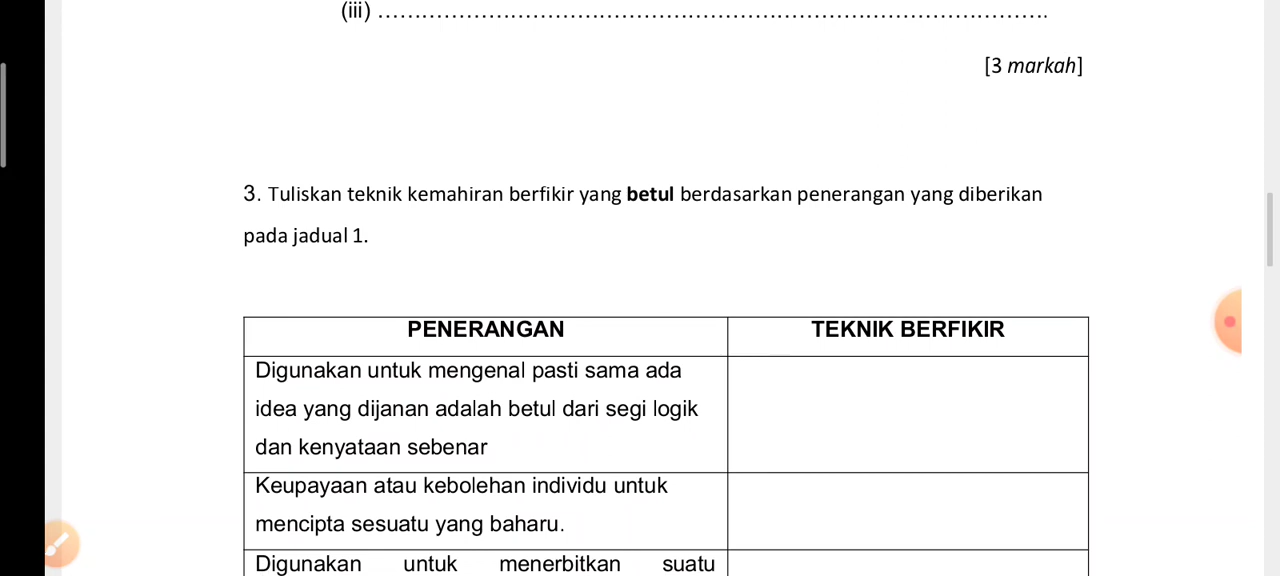 (iii) ……………………………………………………………………………………….
[3 markah]
3. Tuliskan teknik kemahiran berfikir yang betul berdasarkan penerangan yang diberikan
pada jadual 1.
PENERANGAN
TEKNIK BERFIKIR
Digunakan untuk mengenal pasti sama ada
idea yang dijanan adalah betul dari segi logik
dan kenyataan sebenar
Keupayaan atau kebolehan individu untuk
mencipta sesuatu yang baharu.
Digunakan untuk menerbitkan suatu